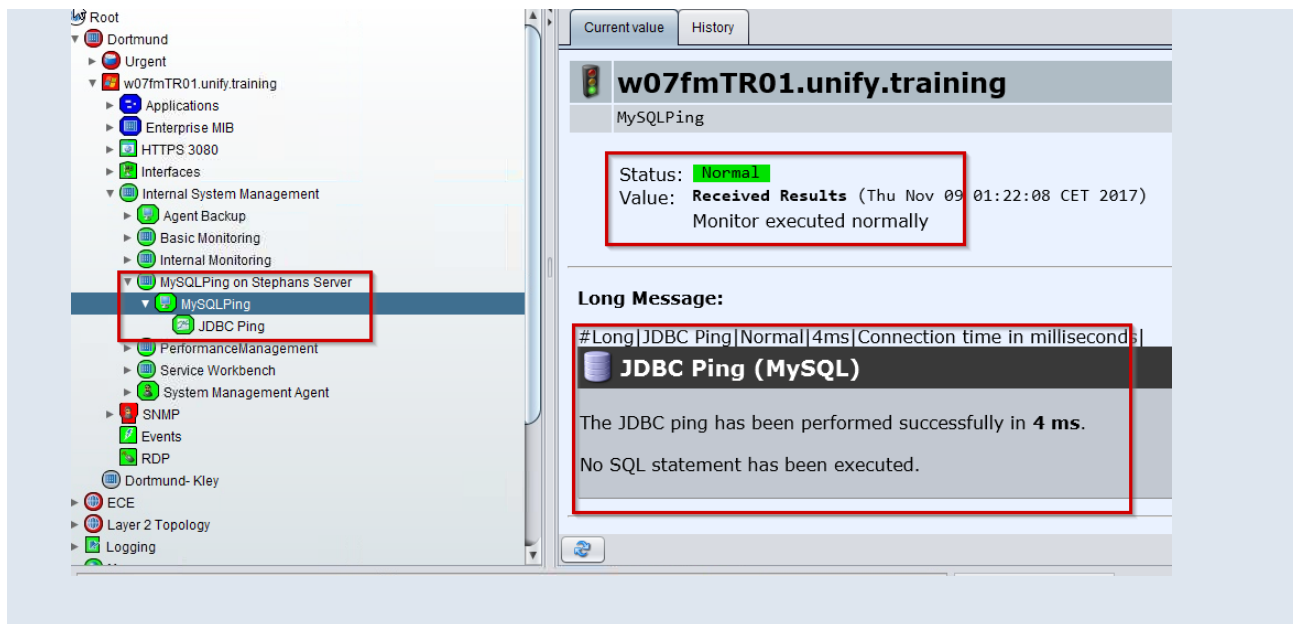 Root
Dortmund
Urgent
w07fmTR01.unify.training
Applications
Enterprise MIB
HTTPS 3080
Interfaces
Internal System Management
Agent Backup
Basic Monitoring
Internal Monitoring
MySQLPing on Stephans Server
MySQLPing
JDBC Ping
PerformanceManagement
Service Workbench
System Management Agent
SNMP
Events
RDP
Dortmund- Kley
ECE
Layer 2 Topology
Logging
Current value History
w07fmTR01.unify.training
MySQLPing
Status: Normal
Value: Received Results (Thu Nov 09 01:22:08 CET 2017)
Monitor executed normally
Long Message:
#Long|JDBC Ping|Normal|4ms|Connection time in milliseconds|
JDBC Ping (MySQL)
The JDBC ping has been performed successfully in 4 ms.
No SQL statement has been executed.